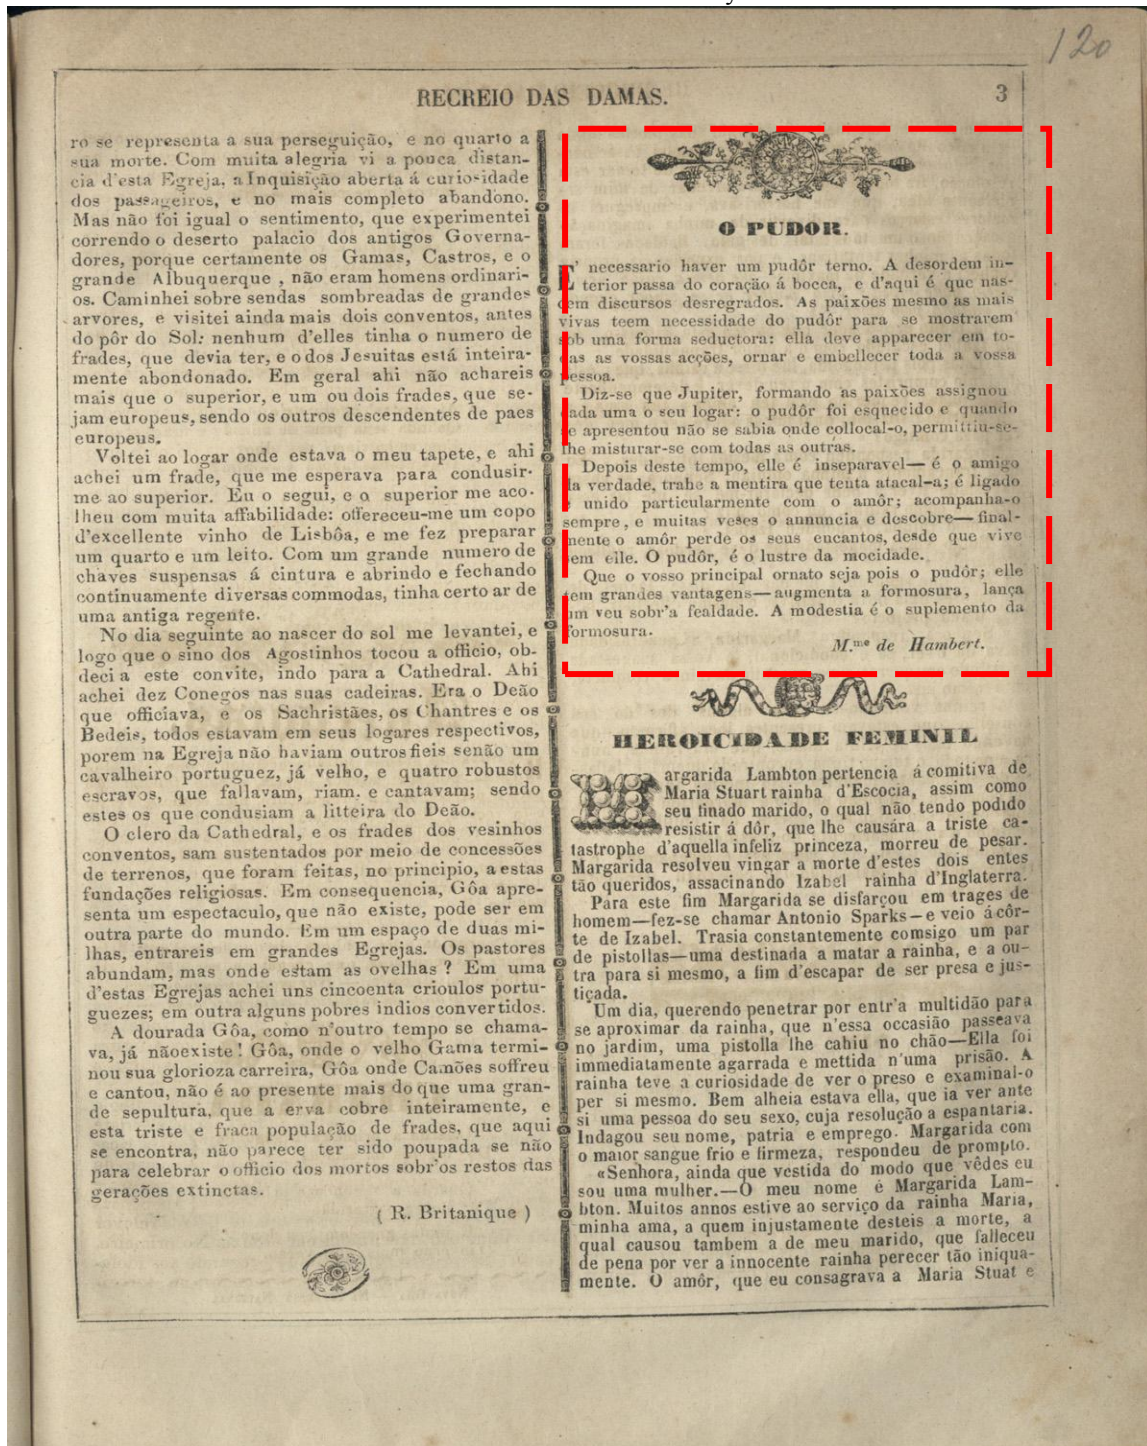 120
RECREIO DAS DAMAS.
3
ro se representa a sua perseguição, e no quarto a
sua morte. Com muita alegria vi a pouca distan-
cia d'esta Egreja, a Inquisição aberta á curiosidade
dos passageiros, e no mais completo abandono.
Mas não foi igual o sentimento, que experimentei
correndo o deserto palacio dos antigos Governa-
dores, porque certamente os Gamas, Castros, e o
grande Albuquerque , não eram homens ordinari-
os. Caminhei sobre sendas sombreadas de grandes
arvores, e visitei ainda mais dois conventos, antes
do pôr do Sol: nenhum d'elles tinha o numero de
frades, que devia ter, e o dos Jesuitas está inteira-
mente abondonado. Em geral ahi não achareis
mais que o superior, e um ou dois frades, que se-
jam europeus, sendo os outros descendentes de paes
europeus.
Voltei ao logar onde estava o meu tapete, e ahi
achei um frade, que me esperava para condusir-
me ao superior. Eu o segui, e o superior me aco-
lheu com muita affabilidade: offereceu-me um copo
d'excellente vinho de Lisbôa, e me fez preparar
um quarto e um leito. Com um grande numero de
chaves suspensas á cintura e abrindo e fechando
continuamente diversas commodas, tinha certo ar de
uma antiga regente.
No dia seguinte ao nascer do sol me levantei, e
logo que o sino dos Agostinhos tocou a officio, ob-
deci a este convite, indo para a Cathedral. Ahi
achei dez Conegos nas suas cadeiras. Era o Deão
que officiava, e os Sachristães, os Chantres e os
Bedeis, todos estavam em seus logares respectivos,
porem na Egreja não haviam outros fieis senão um
cavalheiro portuguez, já velho, e quatro robustos
escravos, que fallavam, riam. e cantavam; sendo
estes os que condusiam a litteira do Deão.
O clero da Cathedral, e os frades dos vesinhos
conventos, sam sustentados por meio de concessões
de terrenos, que foram feitas, no principio, a estas
fundações religiosas. Em consequencia, Gôa apre-
senta um espectaculo, que não existe, pode ser em
outra parte do mundo. Em um espaço de duas mi-
lhas, entrareis em grandes Egrejas. Os pastores
abundam, mas onde estam as ovelhas ? Em uma
d'estas Egrejas achei uns cincoenta crioulos portu-
guezes; em outra alguns pobres indios convertidos.
A dourada Gôa, como n'outro tempo se chama-
va, já nãoexiste! Gôa, onde o velho Gama termi-
nou sua glorioza carreira, Gôa onde Camões soffreu
e cantou, não é ao presente mais do que uma gran-
de sepultura, que a erva cobre inteiramente, e
esta triste e fraca população de frades, que aqui
se encontra, não parece ter sido poupada se não
para celebrar o officio dos mortos sobr'os restos das
gerações extinctas.
( R. Britanique )
O PUDOR.
E' necessario haver um pudôr terno. A desordem in-
terior passa do coração á bocca, e d'aqui é que nas-
cem discursos desregrados. As paixões mesmo as mais
vivas teem necessidade do pudôr para se mostrarem
sob uma forma seductora: ella deve apparecer em to-
das as vossas acções, ornar e embellecer toda a vossa
pessoa.
Diz-se que Jupiter, formando as paixões assignou
cada uma o seu logar: o pudôr foi esquecido e quando
se apresentou não se sabia onde collocal-o, permittiu-se-
lhe misturar-se com todas as outras.
Depois deste tempo, elle é inseparavel— é o amigo
da verdade, trahe a mentira que tenta atacal-a; é ligado
e unido particularmente com o amôr; acompanha-o
sempre, e muitas veses o annuncia e descobre— final-
mente o amôr perde os seus eucantos, desde que vive
sem elle. O pudôr, é o lustre da mocidade.
Que o vosso principal ornato seja pois o pudôr; elle
tem grandes vantagens—augmenta a formosura, lança
um veu sobr'a fealdade. A modestia é o suplemento da
formosura.
M.me de Hambert.
HEROICIDADE FEMINIL
Margarida Lambton pertencia á comitiva de
Maria Stuart rainha d'Escocia, assim como
seu finado marido, o qual não tendo podido
resistir á dôr, que lhe causára a triste ca-
tastrophe d'aquella infeliz princeza, morreu de pesar.
Margarida resolveu vingar a morte d'estes dois entes
tão queridos, assacinando Izabel rainha d'Inglaterra.
Para este fim Margarida se disfarçou em trages de
homem—fez-se chamar Antonio Sparks—e veio á côr-
te de Izabel. Trasia constantemente comsigo um par
de pistollas—uma destinada a matar a rainha, e a ou-
tra para si mesmo, a fim d'escapar de ser presa e jus-
tiçada.
Um dia, querendo penetrar por entr'a multidão para
se aproximar da rainha, que n'essa occasião passeava
no jardim, uma pistolla lhe cahiu no chão—Ella foi
immediatamente agarrada e mettida n'uma prisão. A
rainha teve a curiosidade de ver o preso e examinal-o
per si mesmo. Bem alheia estava ella, que ia ver ante
si uma pessoa do seu sexo, cuja resolução a espantaria.
Indagou seu nome, patria e emprego. Margarida com
o maior sangue frio e firmeza, respondeu de prompto.
«Senhora, ainda que vestida do modo que vêdes eu
sou uma mulher.—O meu nome é Margarida Lam-
bton. Muitos annos estive ao serviço da rainha Maria,
minha ama, a quem injustamente desteis a morte, a
qual causou tambem a de meu marido, que falleceu
de pena por ver a innocente rainha perecer tão iniqua-
mente. O amôr, que eu consagrava a Maria Stuat e